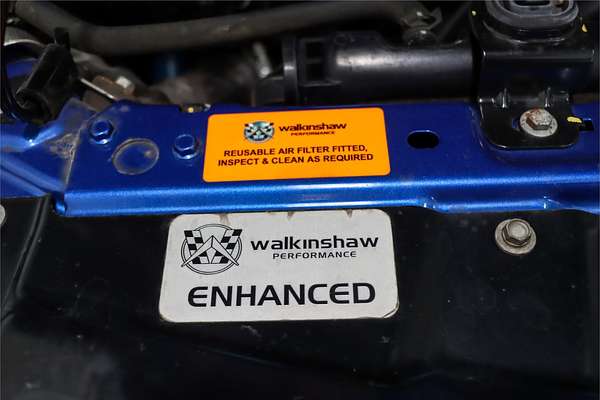 walkinshaw
PERFORMANCE
REUSABLE AIR FILTER FITTED,
INSPECT & CLEAN AS REQUIRED
walkinshaw
PERFORMANCE
ENHANCED